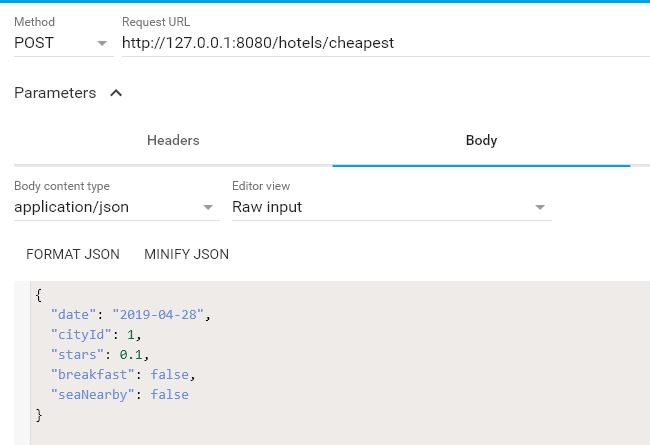 Method Request URL
POST http://127.0.0.1:8080/hotels/cheapest
Parameters
Headers Body
Body content type Editor view
application/json Raw input
FORMAT JSON MINIFY JSON
{
"date": "2019-04-28",
"cityId": 1,
"stars": 0.1,
"breakfast": false,
"seaNearby": false
}